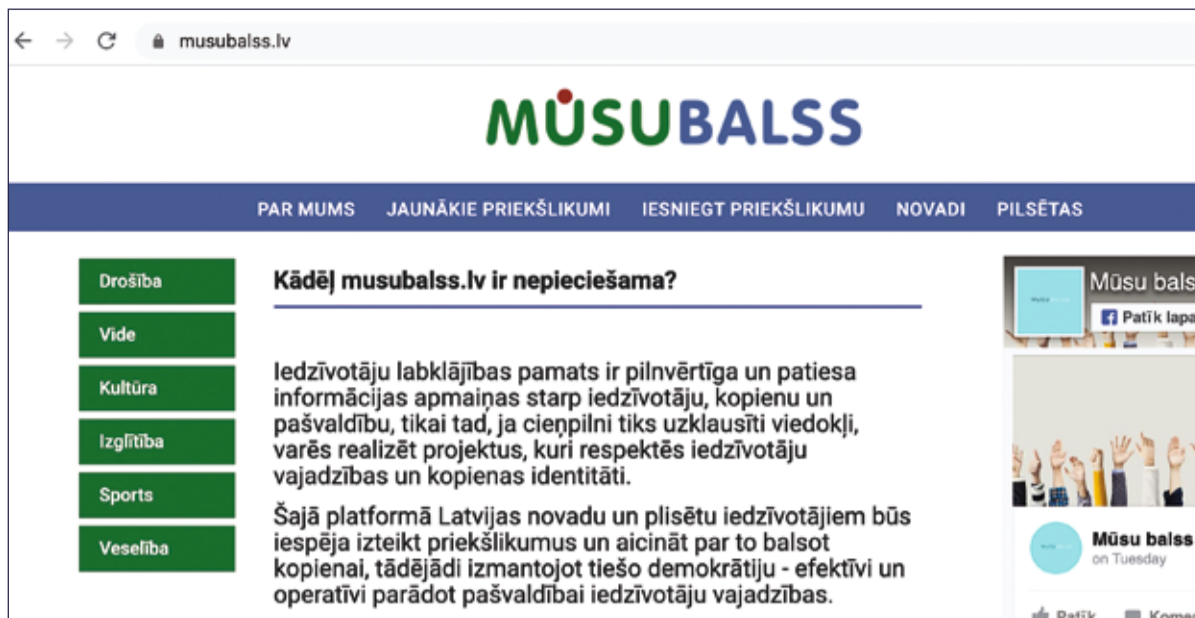 musubalss.lv
MŪSUBALSS
PAR MUMS JAUNĀKIE PRIEKŠLIKUMI IESNIEGT PRIEKŠLIKUMU NOVADI PILSĒTAS
Drošība
Vide
Kultūra
Izglītība
Sports
Veselība
Kādēļ musubalss.lv ir nepieciešama?
Iedzīvotāju labklājības pamats ir pilnvērtīga un patiesa
informācijas apmaiņas starp iedzīvotāju, kopienu un
pašvaldību, tikai tad, ja cieņpilni tiks uzklausīti viedokļi,
varēs realizēt projektus, kuri respektēs iedzīvotāju
vajadzības un kopienas identitāti.
Šajā platformā Latvijas novadu un plisētu iedzīvotājiem būs
iespēja izteikt priekšlikumus un aicināt par to balsot
kopienai, tādējādi izmantojot tiešo demokrātiju - efektīvi un
operatīvi parādot pašvaldībai iedzīvotāju vajadzības.
Mūsu bals
Patīk lapa
Mūsu balss
on Tuesday
Patīk Komen